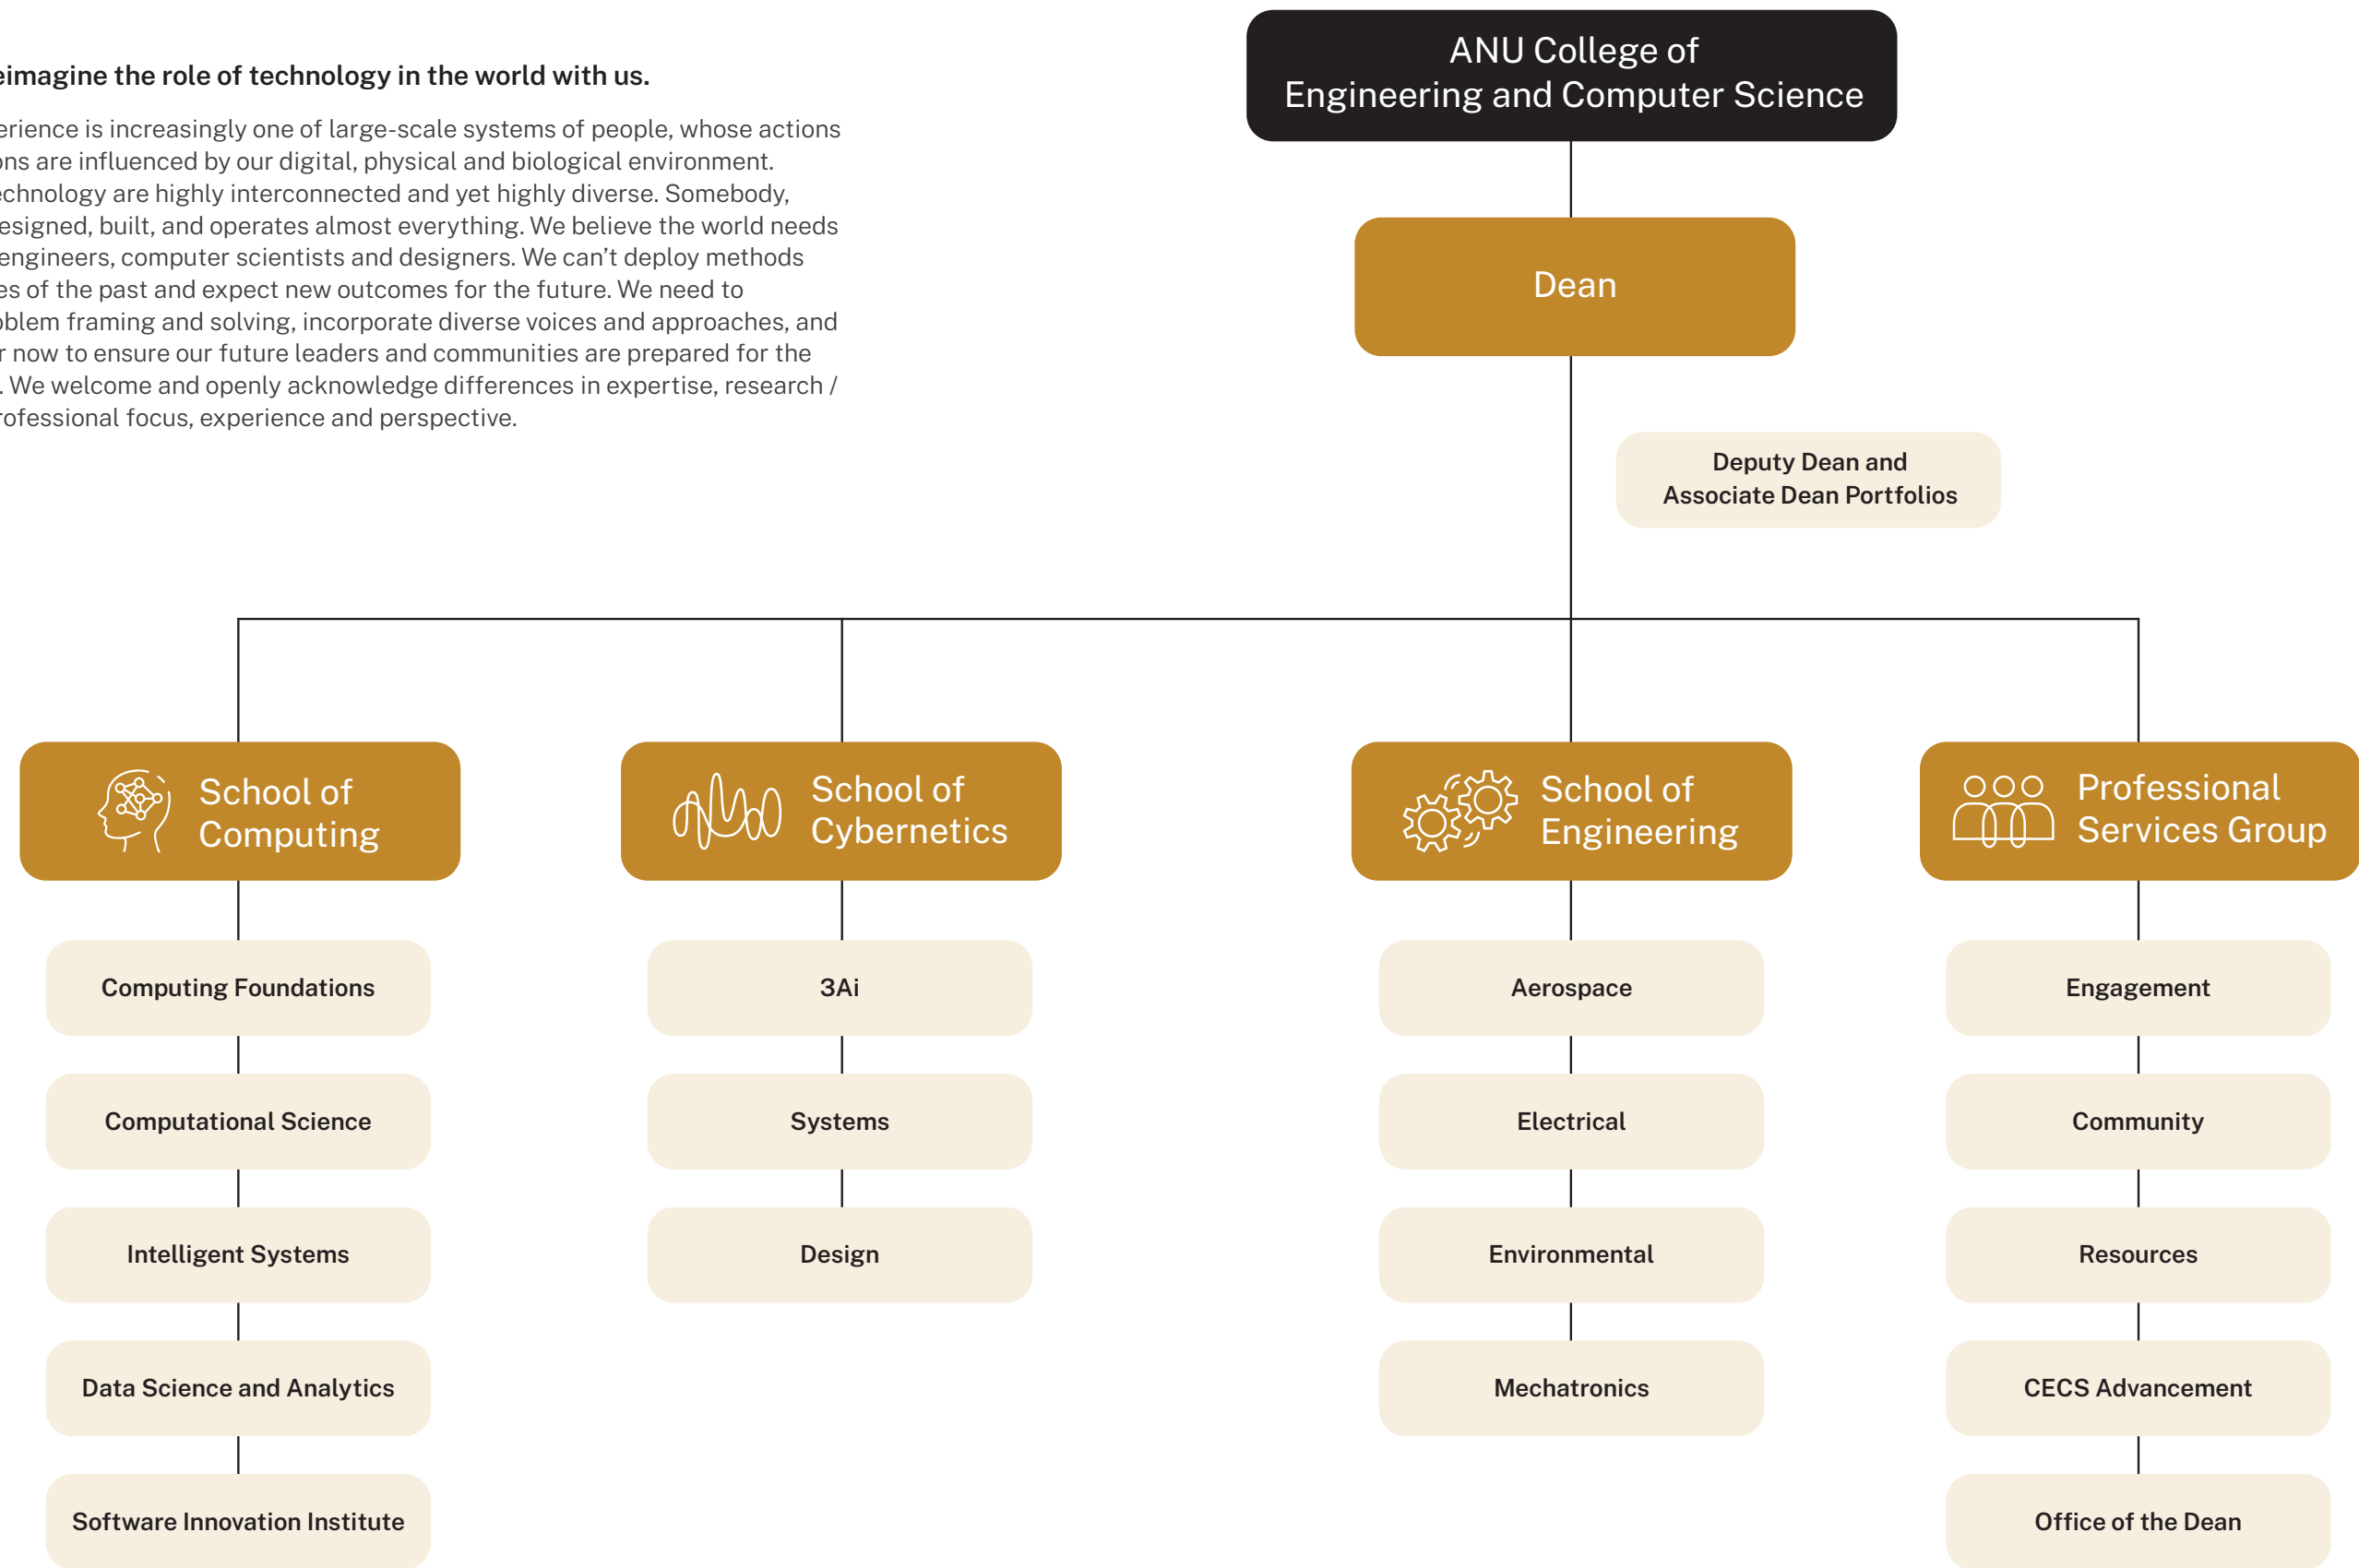 eimagine the role of technology in the world with us.
erience is increasingly one of large-scale systems of people, whose actions
ons are influenced by our digital, physical and biological environment.
echnology are highly interconnected and yet highly diverse. Somebody,
esigned, built, and operates almost everything. We believe the world needs
engineers, computer scientists and designers. We can’t deploy methods
es of the past and expect new outcomes for the future. We need to
oblem framing and solving, incorporate diverse voices and approaches, and
r now to ensure our future leaders and communities are prepared for the
. We welcome and openly acknowledge differences in expertise, research /
rofessional focus, experience and perspective.
ANU College of
Engineering and Computer Science
Dean
Deputy Dean and
Associate Dean Portfolios
School of
Computing
Computing Foundations
Computational Science
Intelligent Systems
Data Science and Analytics
Software Innovation Institute
School of
Cybernetics
3Ai
Systems
Design
School of
Engineering
Aerospace
Electrical
Environmental
Mechatronics
Professional
Services Group
Engagement
Community
Resources
CECS Advancement
Office of the Dean